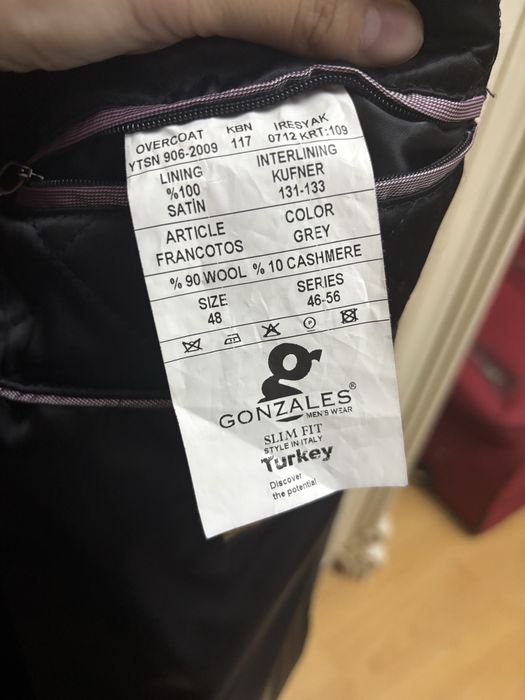 OVERCOAT KBN IRESYAK
YTSN 906-2009 117 0712 KRT:109
LINING INTERLINING
%100 KUFNER
SATİN 131-133
ARTICLE COLOR
FRANCOTOS GREY
% 90 WOOL % 10 CASHMERE
SIZE SERIES
48 46-56
g
GONZALES®
MEN'S WEAR
SLIM FIT
STYLE IN ITALY
Turkey
Discover
the potential